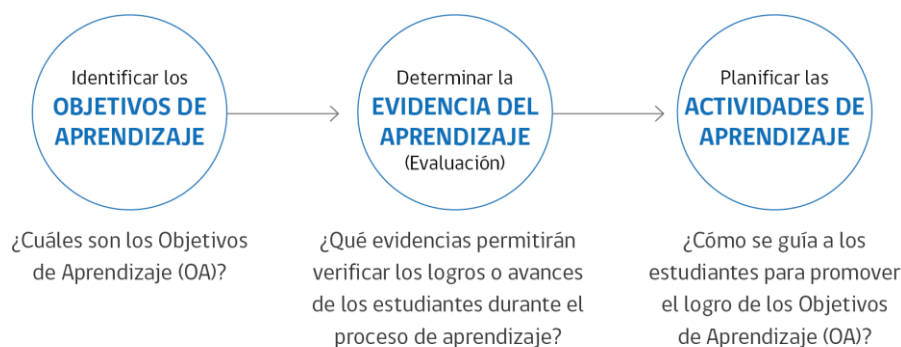 Identificar los
OBJETIVOS DE
APRENDIZAJE
¿Cuáles son los Objetivos
de Aprendizaje (OA)?
Determinar la
EVIDENCIA DEL
APRENDIZAJE
(Evaluación)
¿Qué evidencias permitirán
verificar los logros o avances
de los estudiantes durante el
proceso de aprendizaje?
Planificar las
ACTIVIDADES DE
APRENDIZAJE
¿Cómo se guía a los
estudiantes para promover
el logro de los Objetivos
de Aprendizaje (OA)?